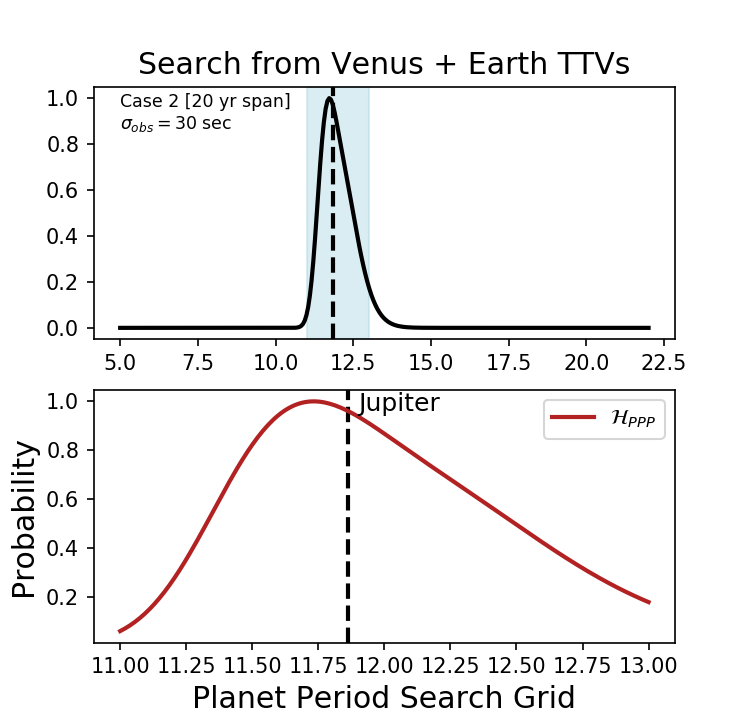 Search from Venus + Earth TTVs
Case 2 [20 yr span]
σ_obs = 30 sec
1.0
0.8
0.6
0.4
0.2
0.0
5.0 7.5 10.0 12.5 15.0 17.5 20.0 22.5
Jupiter
ℋ_PPP
Probability
1.0
0.8
0.6
0.4
0.2
11.00 11.25 11.50 11.75 12.00 12.25 12.50 12.75 13.00
Planet Period Search Grid